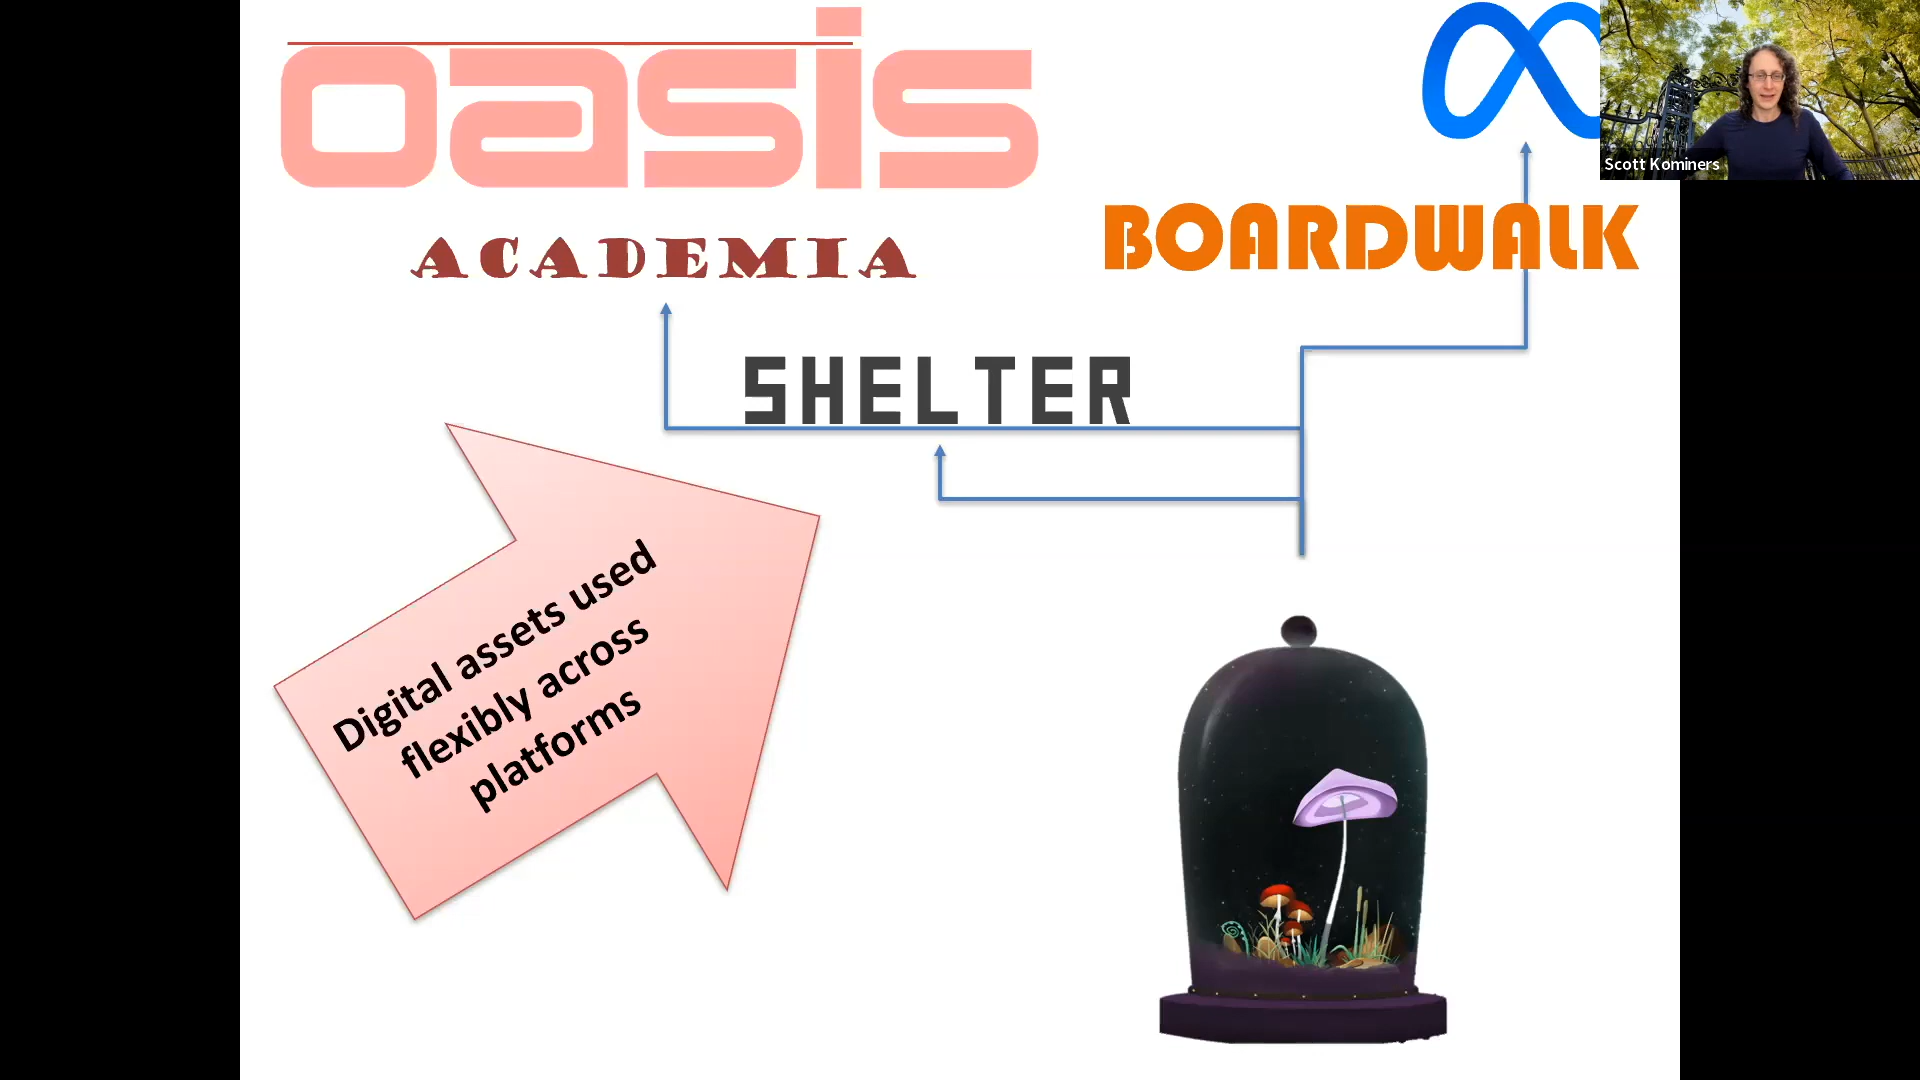 oasis
Scott Kominers
ACADEMIA
BOARDWALK
SHELTER
Digital assets used
flexibly across
platforms